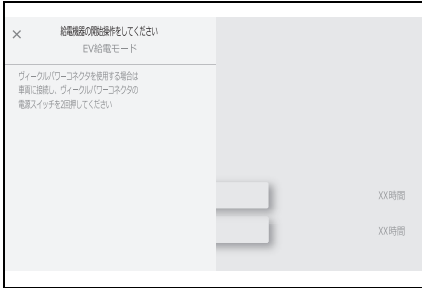 × 給電機器の開始操作をしてください
EV給電モード
ヴィークルパワーコネクタを使用する場合は
車両に接続し、ヴィークルパワーコネクタの
電源スイッチを2回押してください
XX時間
XX時間